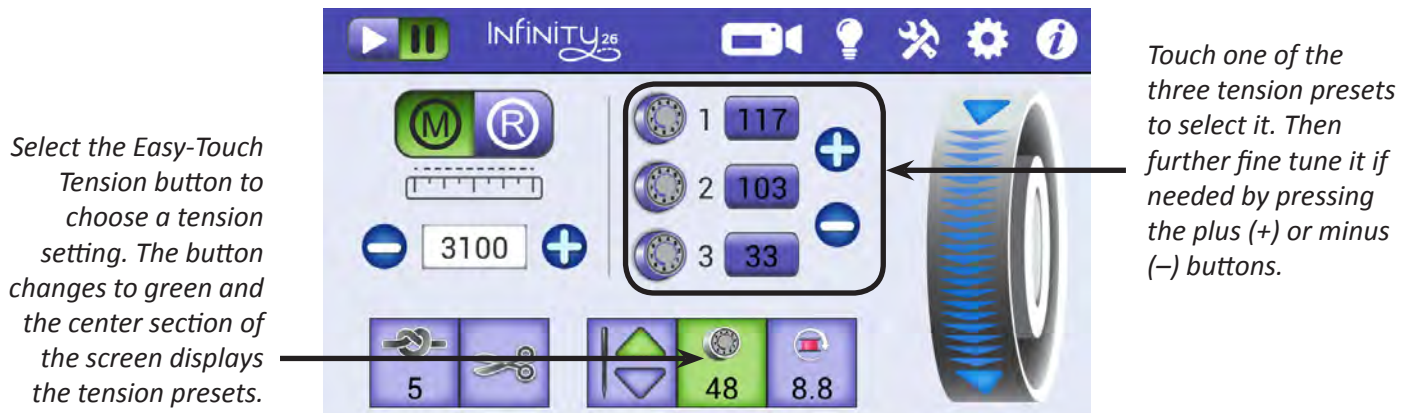 Select the Easy-Touch
Tension button to
choose a tension
setting. The button
changes to green and
the center section of
the screen displays
the tension presets.
INFINITY 26
M R
1 117
2 103
3 33
3100
5
48
8.8
Touch one of the
three tension presets
to select it. Then
further fine tune it if
needed by pressing
the plus (+) or minus
(–) buttons.